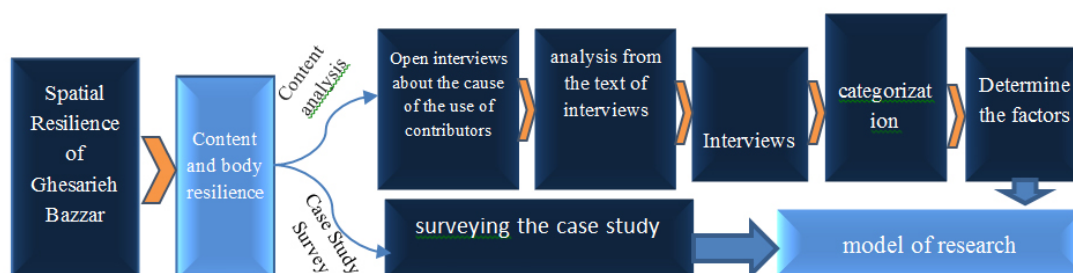 Spatial
Resilience
of
Ghesarieh
Bazzar
Content
and body
resilience
Content
analysis
Case Study
Survey
Open interviews
about the cause
of the use of
contributors
analysis from
the text of
interviews
Interviews
categorizat
ion
Determine
the factors
surveying the case study
model of research